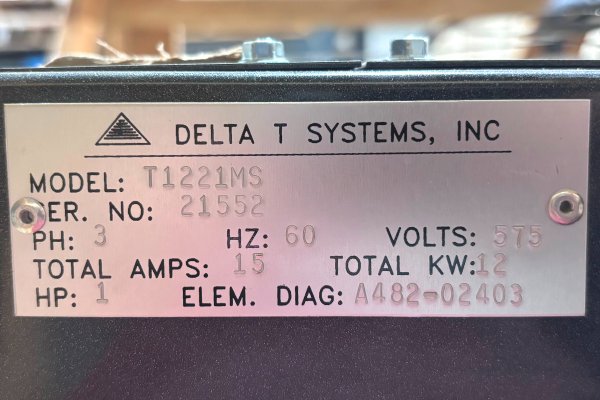 DELTA T SYSTEMS, INC
MODEL: T1221MS
SER. NO: 21552
PH: 3 HZ: 60 VOLTS: 575
TOTAL AMPS: 15 TOTAL KW: 12
HP: 1 ELEM. DIAG: A482-02403